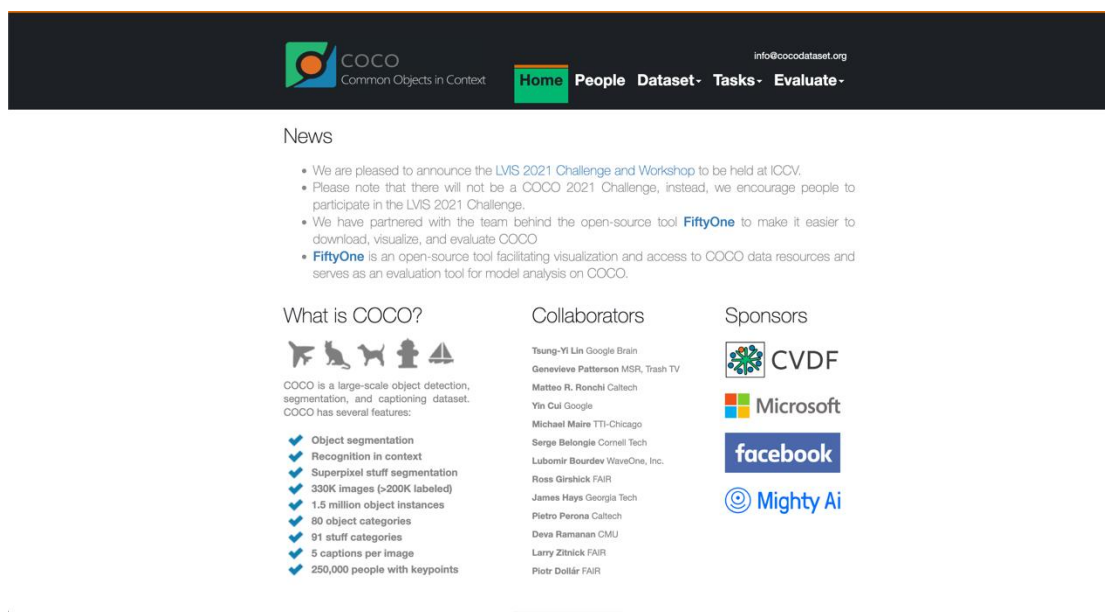 COCO
Common Objects in Context
info@cocodataset.org
Home People Dataset Tasks Evaluate
News
We are pleased to announce the LVIS 2021 Challenge and Workshop to be held at ICCV.
Please note that there will not be a COCO 2021 Challenge, instead, we encourage people to
participate in the LVIS 2021 Challenge.
We have partnered with the team behind the open-source tool FiftyOne to make it easier to
download, visualize, and evaluate COCO
FiftyOne is an open-source tool facilitating visualization and access to COCO data resources and
serves as an evaluation tool for model analysis on COCO.
What is COCO?
COCO is a large-scale object detection,
segmentation, and captioning dataset.
COCO has several features:
Object segmentation
Recognition in context
Superpixel stuff segmentation
330K images (>200K labeled)
1.5 million object instances
80 object categories
91 stuff categories
5 captions per image
250,000 people with keypoints
Collaborators
Tsung-Yi Lin Google Brain
Genevieve Patterson MSR, Trash TV
Matteo R. Ronchi Caltech
Yin Cui Google
Michael Maire TTI-Chicago
Serge Belongie Cornell Tech
Lubomir Bourdev WaveOne, Inc.
Ross Girshick FAIR
James Hays Georgia Tech
Pietro Perona Caltech
Deva Ramanan CMU
Larry Zitnick FAIR
Piotr Dollár FAIR
Sponsors
CVDF
Microsoft
facebook
Mighty Ai